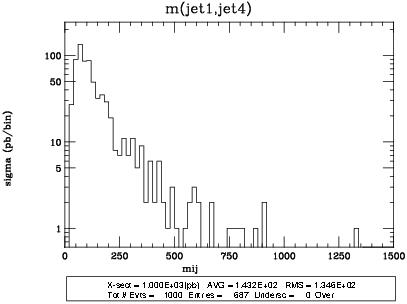 m(jet1,jet4)
100
50
10
5
1
sigma (pb/bin)
0 250 500 750 1000 1250 1500
mij
X-sect = 1.000E+03(pb) AVG = 1.432E+02 RMS = 1.346E+02
Tot # Evts = 1000 Entries = 687 Undersc = 0 Over